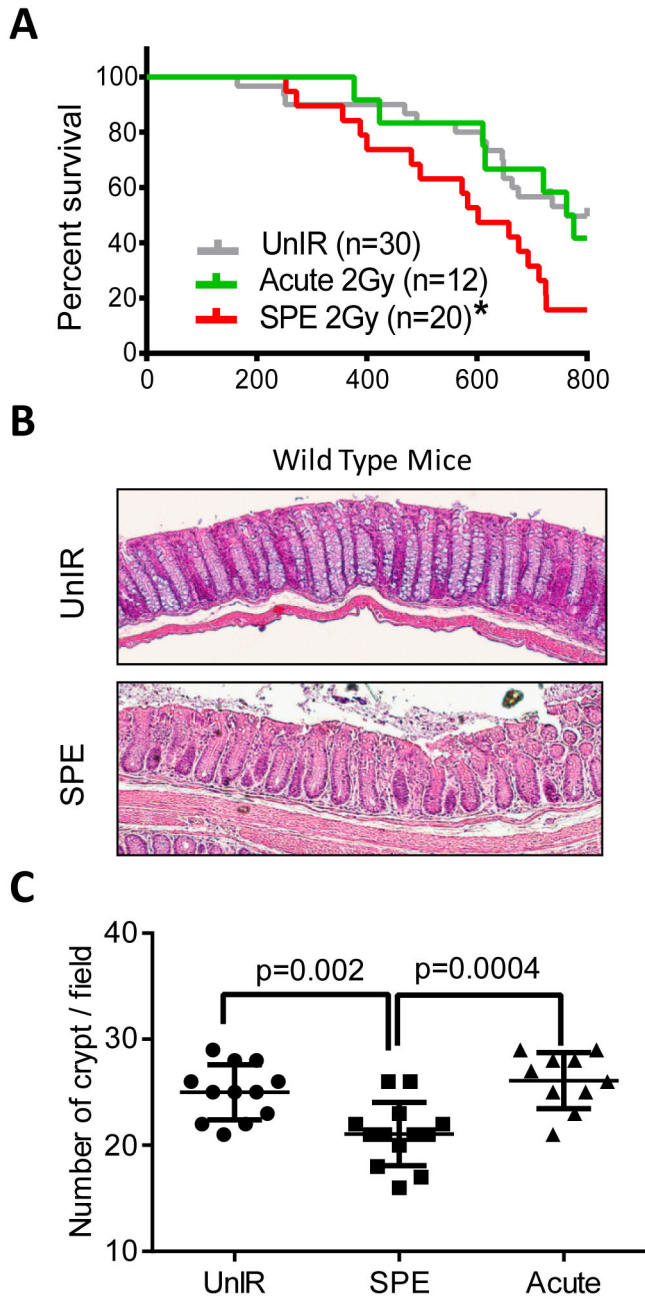 A
Percent survival
100
80
60
40
20
0
UnIR (n=30)
Acute 2Gy (n=12)
SPE 2Gy (n=20)*
0 200 400 600 800
B
Wild Type Mice
UnIR
SPE
C
Number of crypt / field
40
30
20
10
p=0.002 p=0.0004
UnIR SPE Acute